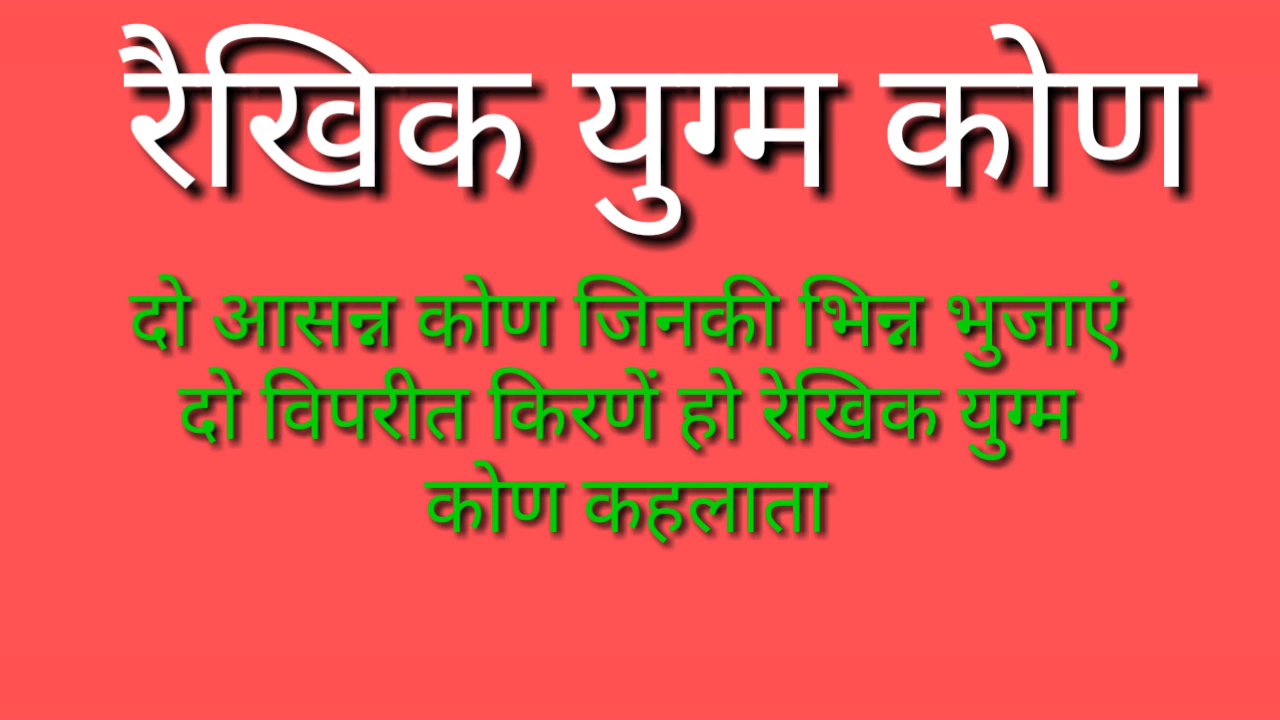 रैखिक युग्म कोण
दो आसन्न कोण जिनकी भिन्न भुजाएं
दो विपरीत किरणें हो रेखिक युग्म
कोण कहलाता